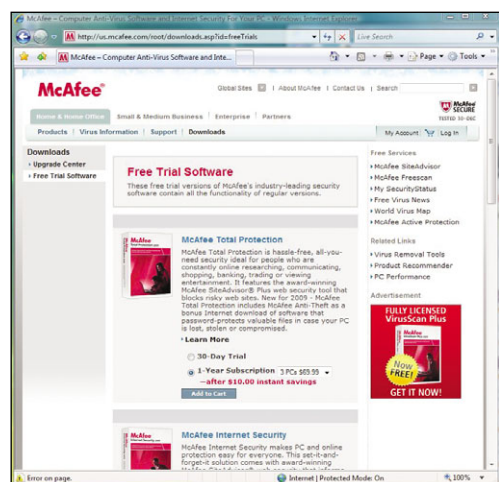 McAfee – Computer Anti-Virus Software and Internet Security For Your PC - Windows Internet Explorer
http://us.mcafee.com/root/downloads.asp?id=freeTrials
Live Search
McAfee – Computer Anti-Virus Software and Inte...
Page
Tools
McAfee®
Global Sites | About McAfee | Contact Us | Search
McAfee SECURE
TESTED 10-DEC
Home & Home Office Small & Medium Business Enterprise Partners
Products | Virus Information | Support | Downloads
My Account Log In
Downloads
Upgrade Center
Free Trial Software
Free Trial Software
These free trial versions of McAfee's industry-leading security
software contain all the functionality of regular versions.
McAfee Total Protection
McAfee Total Protection is hassle-free, all-you-
need security ideal for people who are
constantly online researching, communicating,
shopping, banking, trading or viewing
entertainment. It features the award-winning
McAfee SiteAdvisor® Plus web security tool that
blocks risky web sites. New for 2009 - McAfee
Total Protection includes McAfee Anti-Theft as a
bonus Internet download of software that
password-protects valuable files in case your PC
is lost, stolen or compromised.
Learn More
30-Day Trial
1-Year Subscription 3 PCs $69.99
—after $10.00 instant savings
Add to Cart
McAfee Internet Security
McAfee Internet Security makes PC and online
protection easy for everyone. This set-it-and-
forget-it solution comes with award-winning
Free Services
McAfee SiteAdvisor
McAfee Freescan
My SecurityStatus
Free Virus News
World Virus Map
McAfee Active Protection
Related Links
Virus Removal Tools
Product Recommender
PC Performance
Advertisement
FULLY LICENSED
VirusScan Plus
McAfee
Now
FREE!
GET IT NOW!
Error on page.
Internet | Protected Mode: On
100%